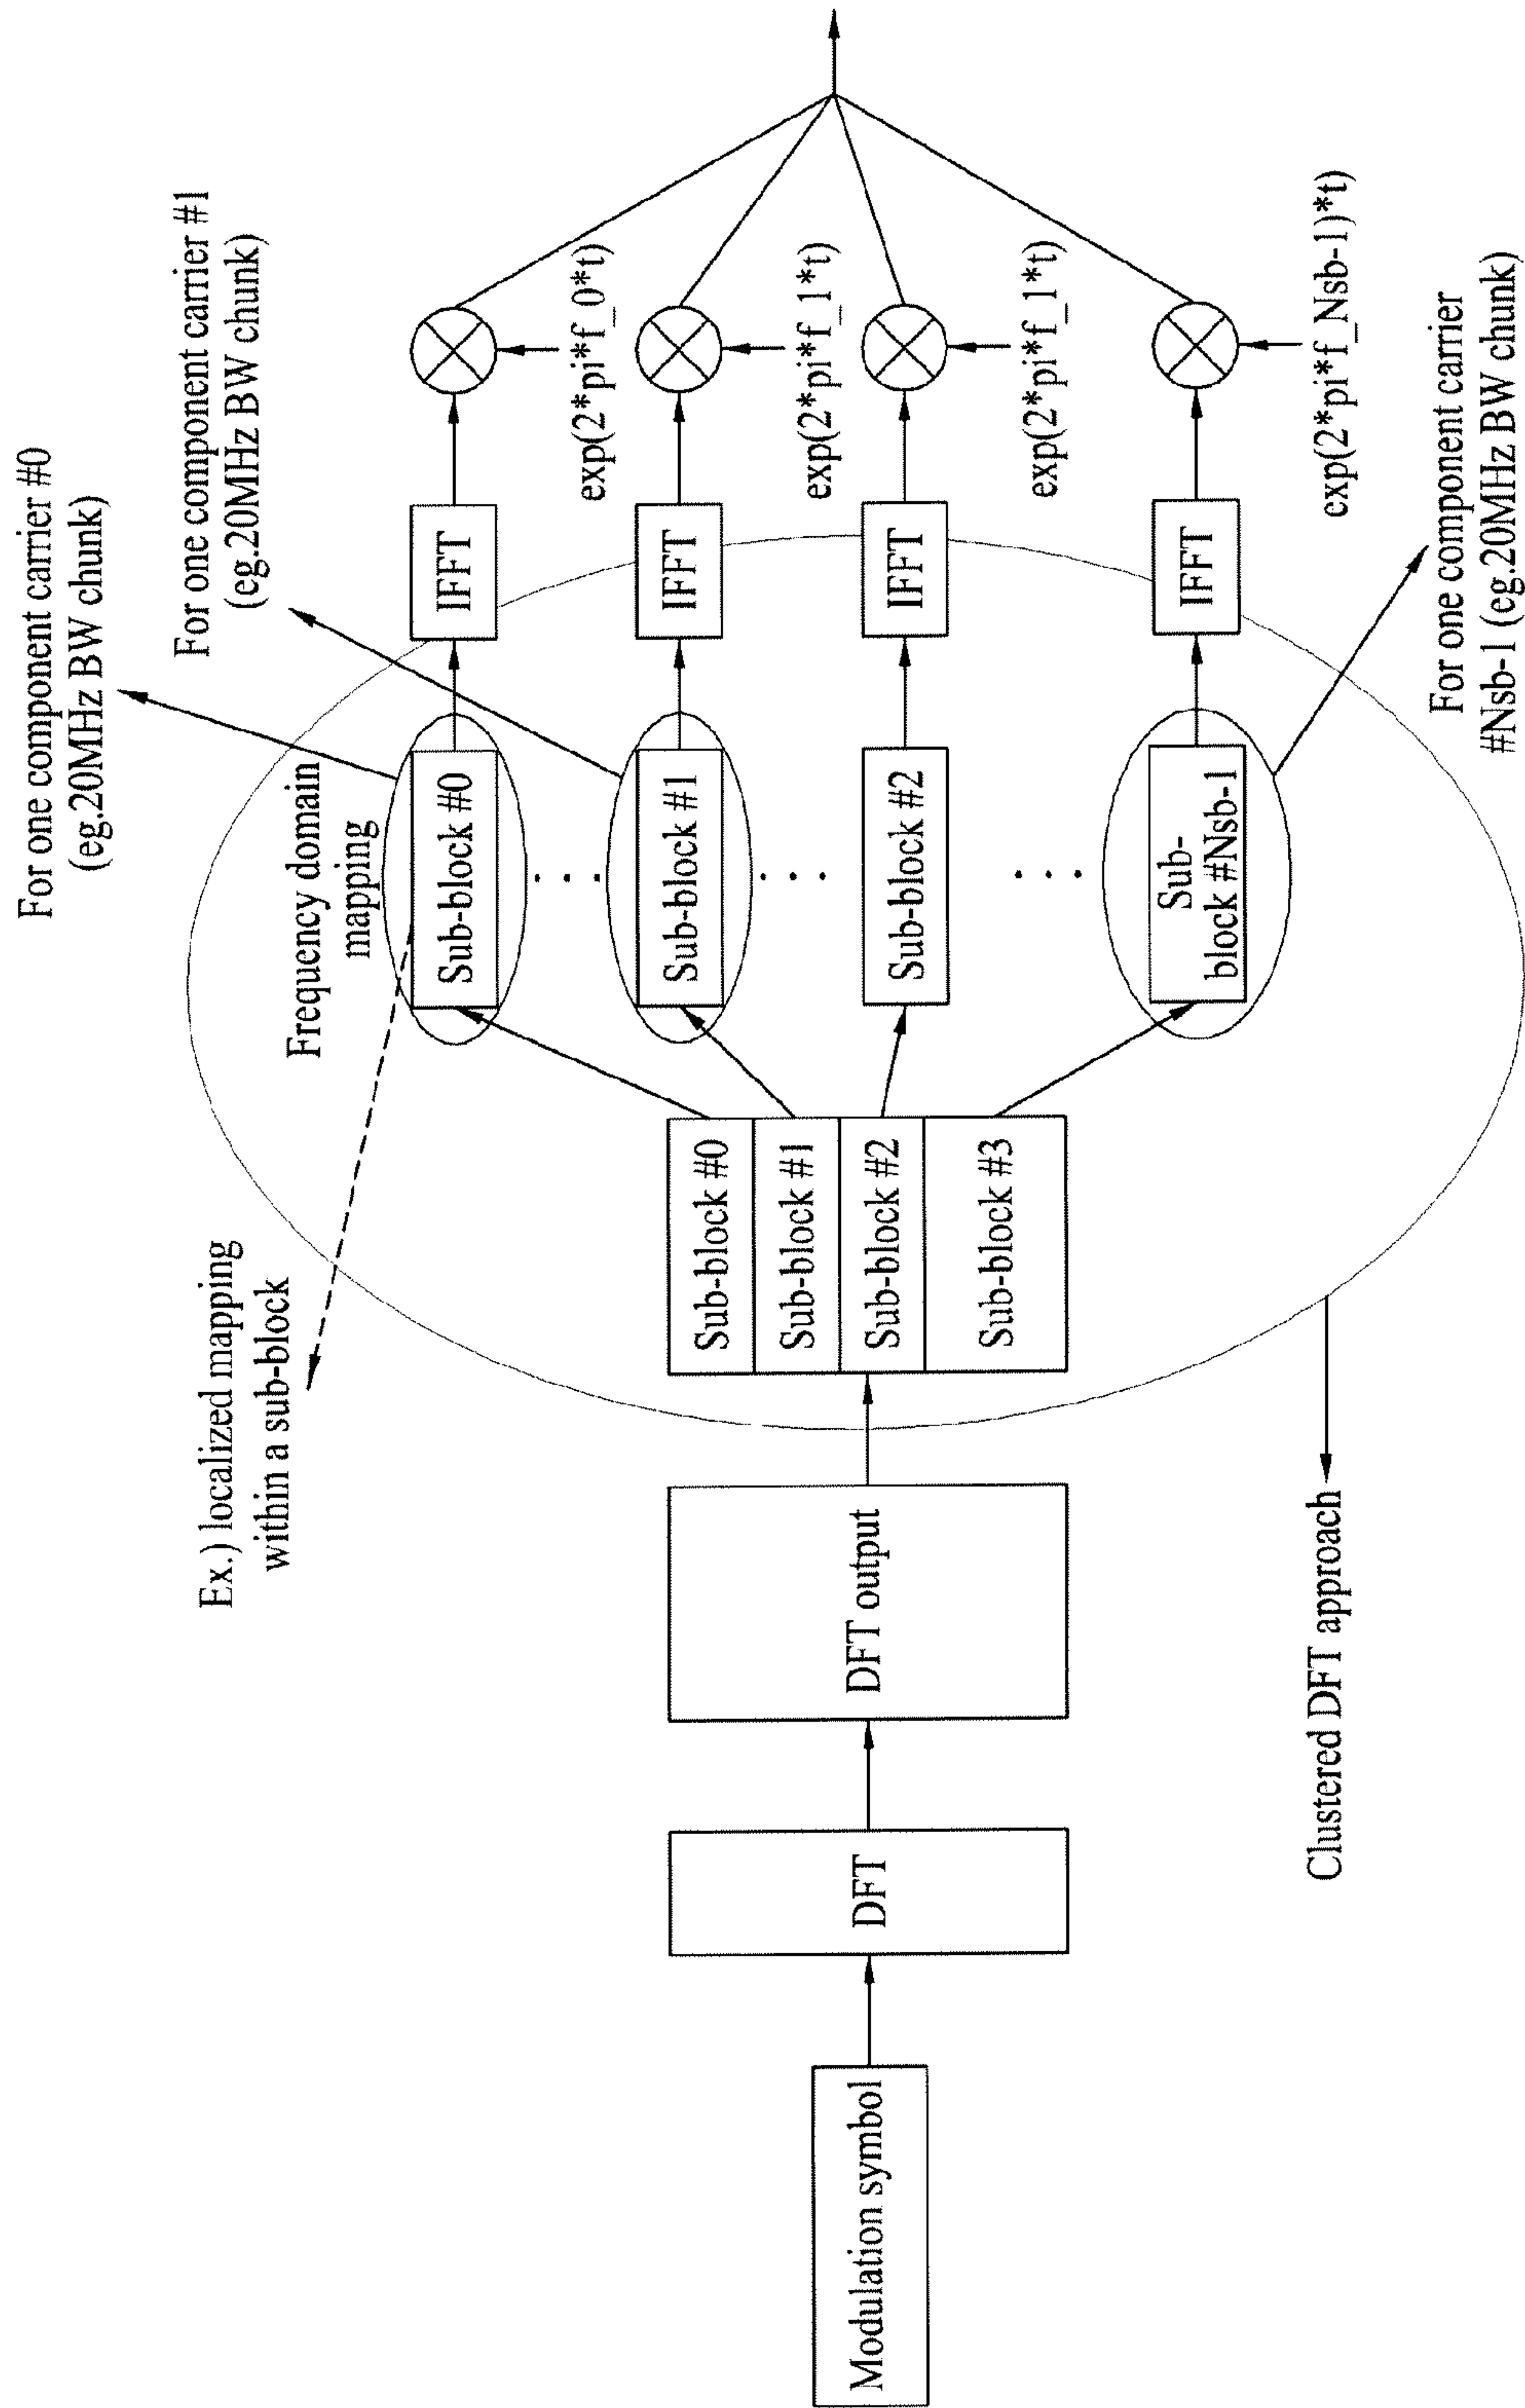 Modulation symbol
DFT
DFT output
Sub-block #0
Sub-block #1
Sub-block #2
Sub-block #3
Ex.) localized mapping
within a sub-block
Frequency domain
mapping
Sub-block #0
Sub-block #1
Sub-block #2
Sub-
block #Nsb-1
For one component carrier #0
(eg.20MHz BW chunk)
For one component carrier #1
(eg.20MHz BW chunk)
For one component carrier
#Nsb-1 (eg.20MHz BW chunk)
IFFT
IFFT
IFFT
IFFT
exp(2*pi*f_0*t)
exp(2*pi*f_1*t)
exp(2*pi*f_1*t)
exp(2*pi*f_Nsb-1)*t)
Clustered DFT approach